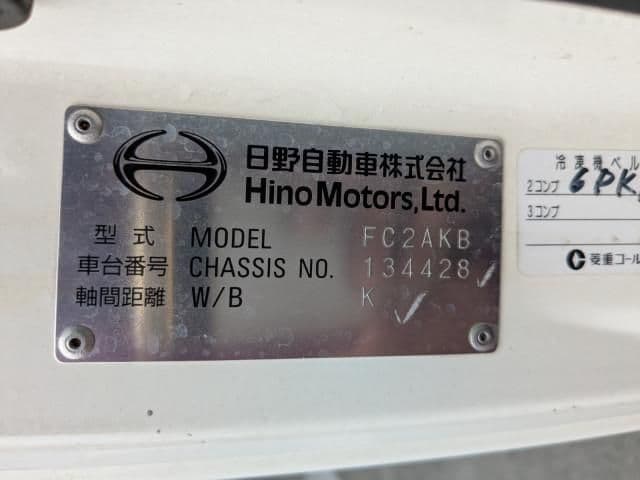 日野自動車株式会社
Hino Motors, Ltd.
型式 MODEL FC2AKB
車台番号 CHASSIS NO. 134428
軸間距離 W/B K
冷凍機ベル
2コンプ 6PK
3コンプ
菱重コール